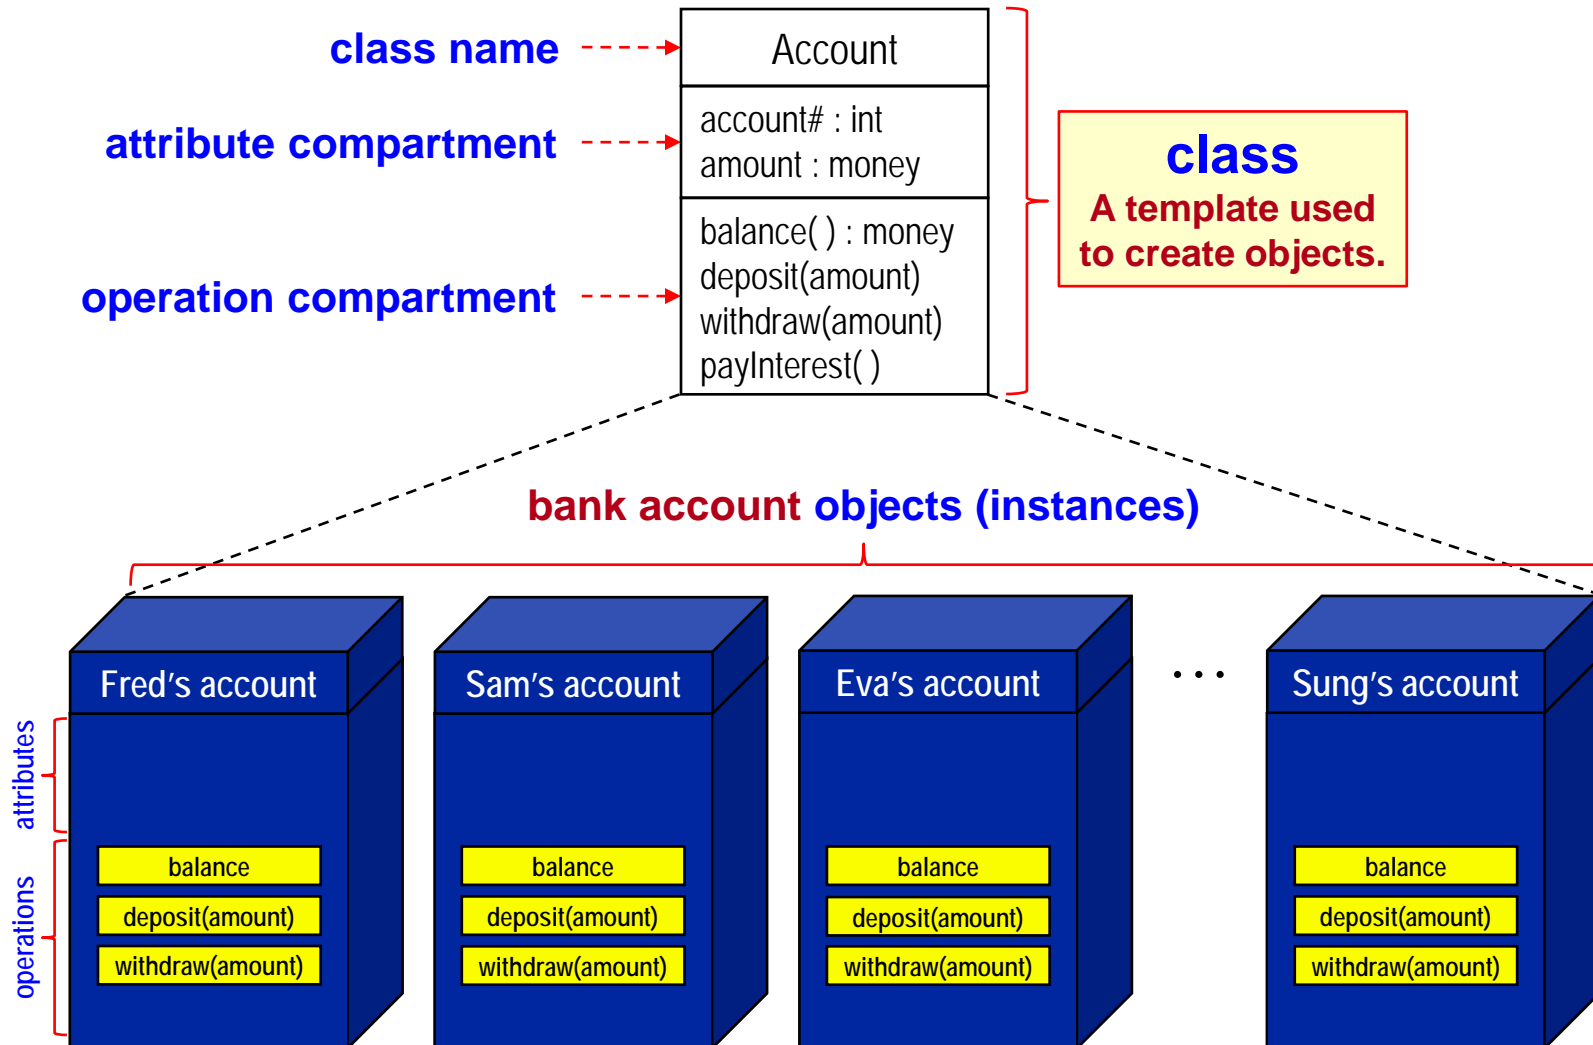 class name
Account
attribute compartment
account# : int
amount : money
class
A template used
to create objects.
operation compartment
balance( ) : money
deposit(amount)
withdraw(amount)
payInterest( )
bank account objects (instances)
Fred's account
Sam's account
Eva's account
...
Sung's account
attributes
operations
balance
deposit(amount)
withdraw(amount)
balance
deposit(amount)
withdraw(amount)
balance
deposit(amount)
withdraw(amount)
balance
deposit(amount)
withdraw(amount)